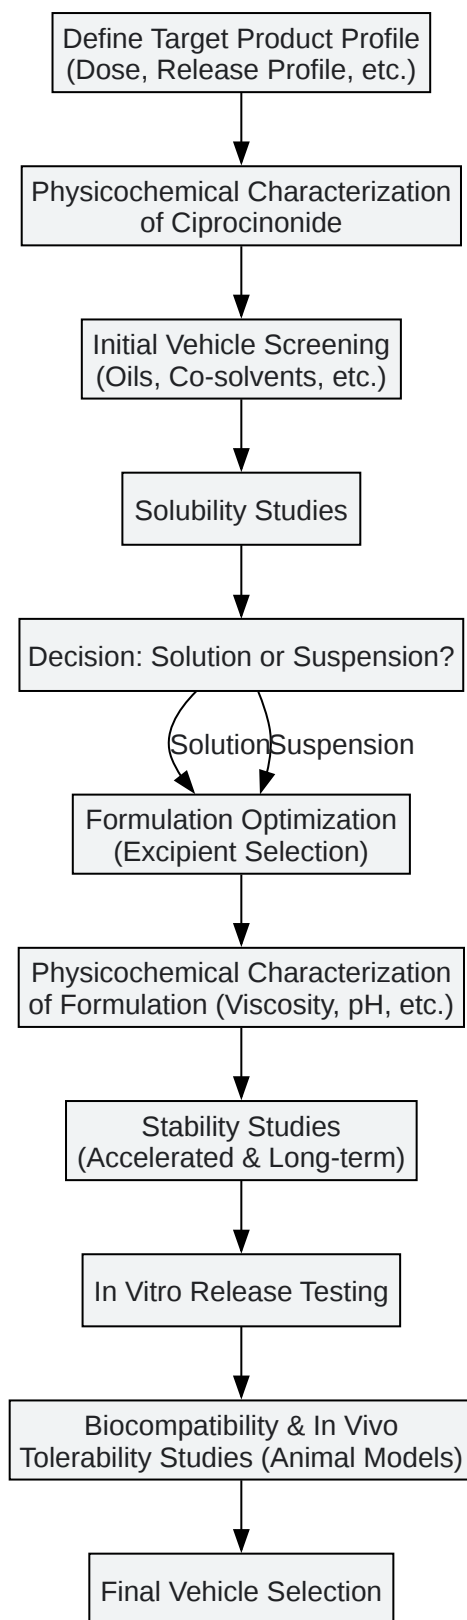 Define Target Product Profile
(Dose, Release Profile, etc.)
Physicochemical Characterization
of Ciprocinonide
Initial Vehicle Screening
(Oils, Co-solvents, etc.)
Solubility Studies
Decision: Solution or Suspension?
Solution
Suspension
Formulation Optimization
(Excipient Selection)
Physicochemical Characterization
of Formulation (Viscosity, pH, etc.)
Stability Studies
(Accelerated & Long-term)
In Vitro Release Testing
Biocompatibility & In Vivo
Tolerability Studies (Animal Models)
Final Vehicle Selection